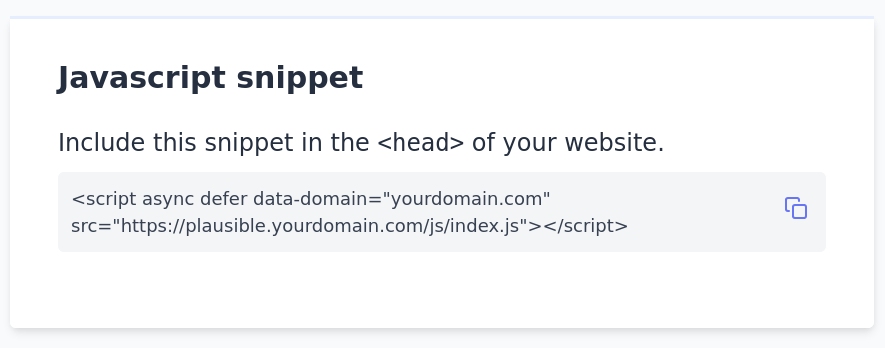 Javascript snippet
Include this snippet in the <head> of your website.
<script async defer data-domain="yourdomain.com"
src="https://plausible.yourdomain.com/js/index.js"></script>